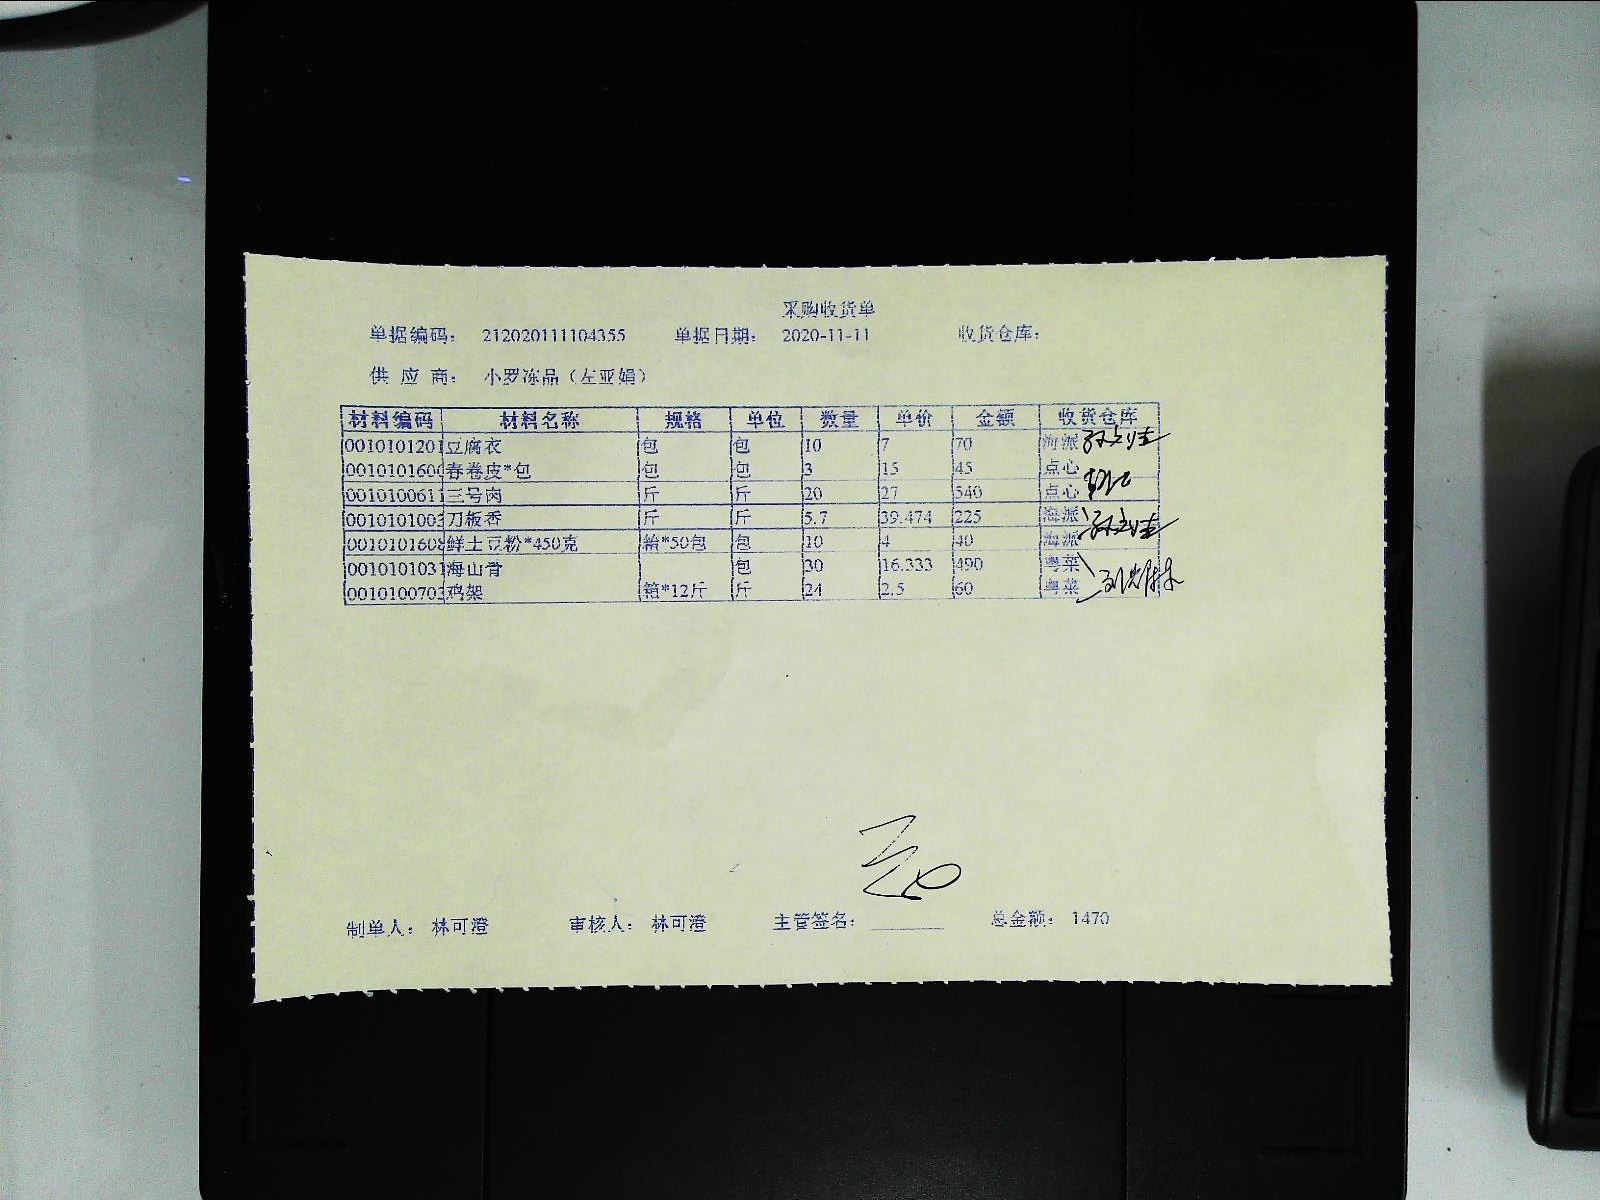 采购收货单
单据编码： 212020111104355 单据日期： 2020-11-11 收货仓库：
供 应 商： 小罗冻品（左亚娟）
材料编码 材料名称 规格 单位 数量 单价 金额 收货仓库
0010101201 豆腐衣 包 包 10 7 70 海派
001010160 春卷皮*包 包 包 3 15 45 点心
0010100611 三号肉 斤 斤 20 27 540 点心
001010100 刀板香 斤 斤 5.7 39.474 225 海派
001010160 鲜土豆粉*450克 箱*50包 包 10 4 40 海派
001010103 海山骨 包 30 16.333 490 粤菜
001010070 鸡架 箱*12斤 斤 24 2.5 60 粤菜
制单人： 林可澄 审核人： 林可澄 主管签名： 总金额： 1470